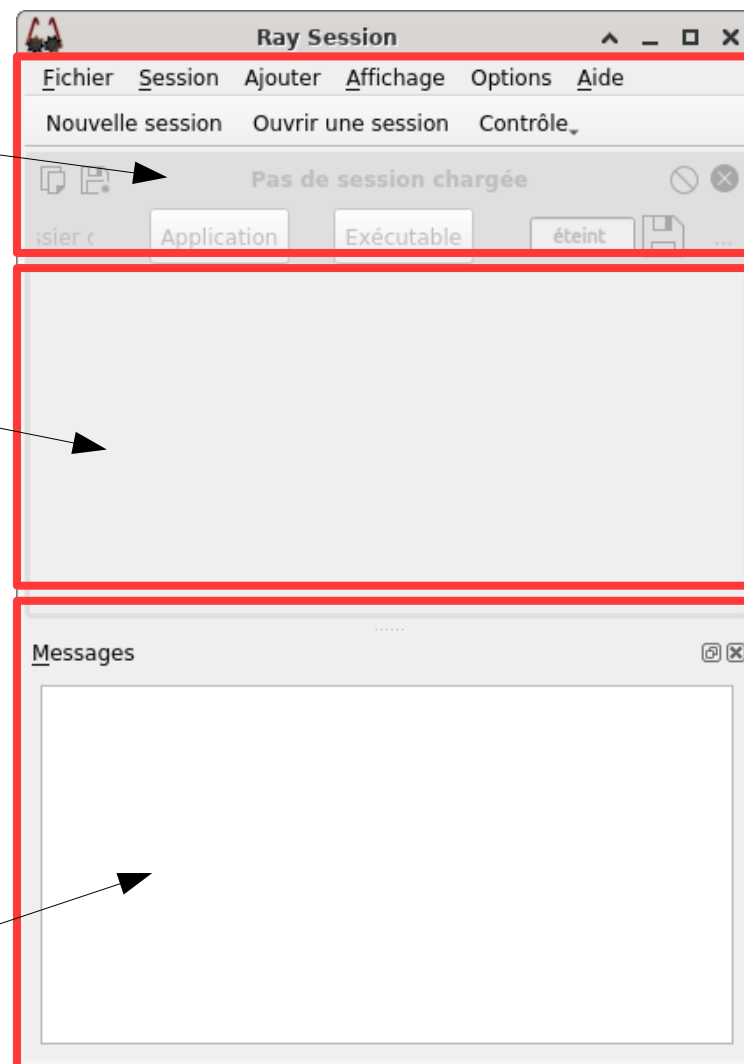 Ray Session
Fichier Session Ajouter Affichage Options Aide
Nouvelle session Ouvrir une session Contrôle
Pas de session chargée
Application Exécutable éteint ...
Messages